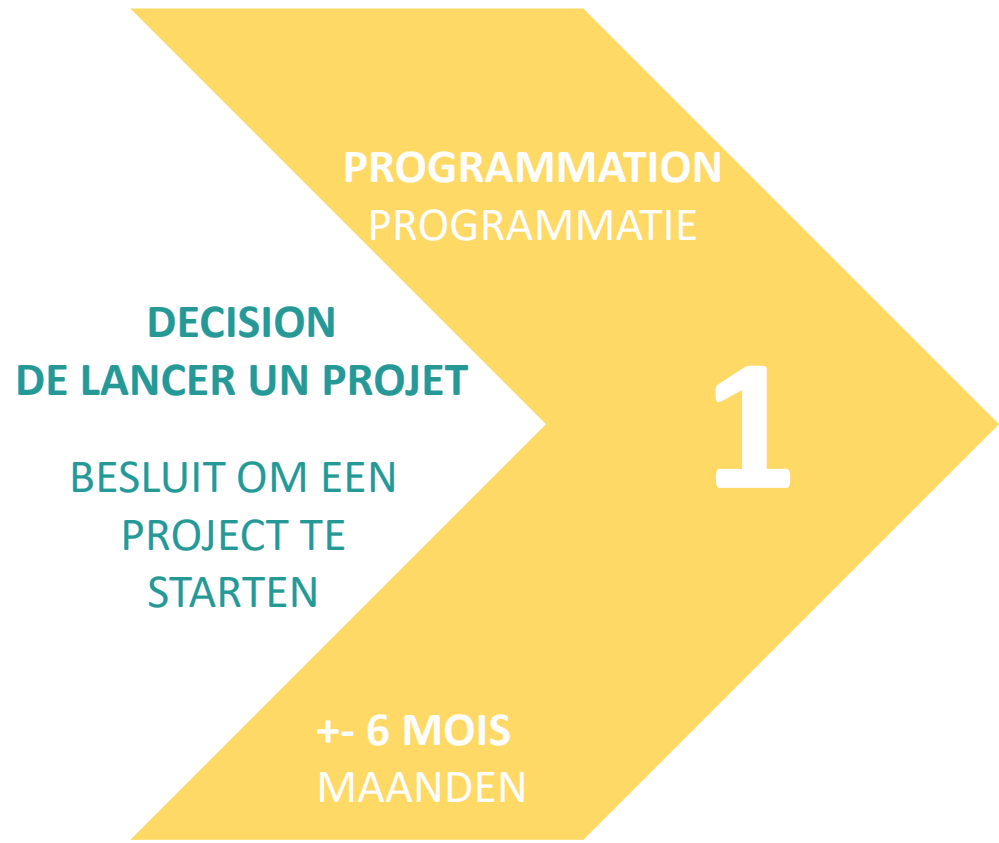 PROGRAMMATION
PROGRAMMATIE
DECISION
DE LANCER UN PROJET
BESLUIT OM EEN
PROJECT TE
STARTEN
1
+- 6 MOIS
MAANDEN